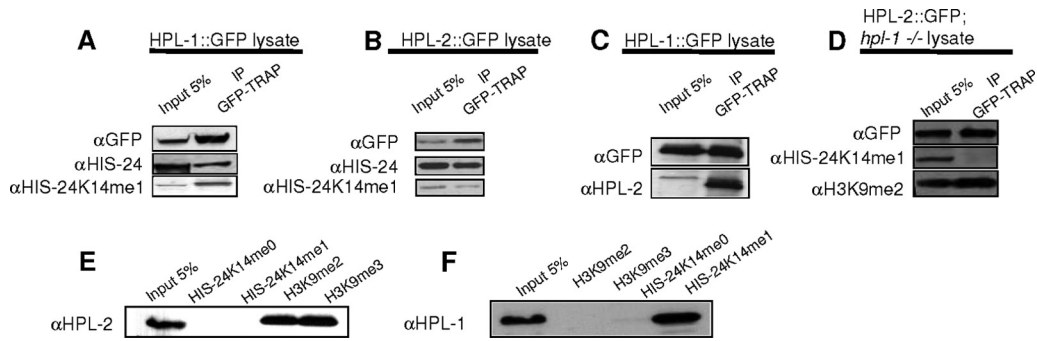 A
HPL-1::GFP lysate
Input 5%
IP
GFP-TRAP
αGFP
αHIS-24
αHIS-24K14me1
B
HPL-2::GFP lysate
Input 5%
IP
GFP-TRAP
αGFP
αHIS-24
αHIS-24K14me1
C
HPL-1::GFP lysate
Input 5%
IP
GFP-TRAP
αGFP
αHPL-2
D
HPL-2::GFP;
hpl-1 -/- lysate
Input 5%
IP
GFP-TRAP
αGFP
αHIS-24K14me1
αH3K9me2
E
Input 5%
HIS-24K14me0
HIS-24K14me1
H3K9me2
H3K9me3
αHPL-2
F
Input 5%
H3K9me2
H3K9me3
HIS-24K14me0
HIS-24K14me1
αHPL-1